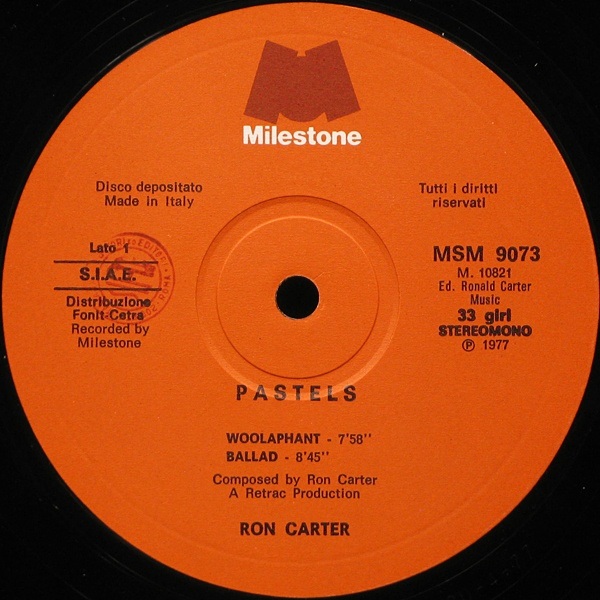 Milestone
Disco depositato
Made in Italy
Tutti i diritti
riservati
Lato 1
S.I.A.E.
Distribuzione
Fonit-Cetra
Recorded by
Milestone
MSM 9073
M. 10821
Ed. Ronald Carter
Music
33 giri
STEREOMONO
Ⓟ 1977
PASTELS
WOOLAPHANT - 7'58''
BALLAD - 8'45''
Composed by Ron Carter
A Retrac Production
RON CARTER